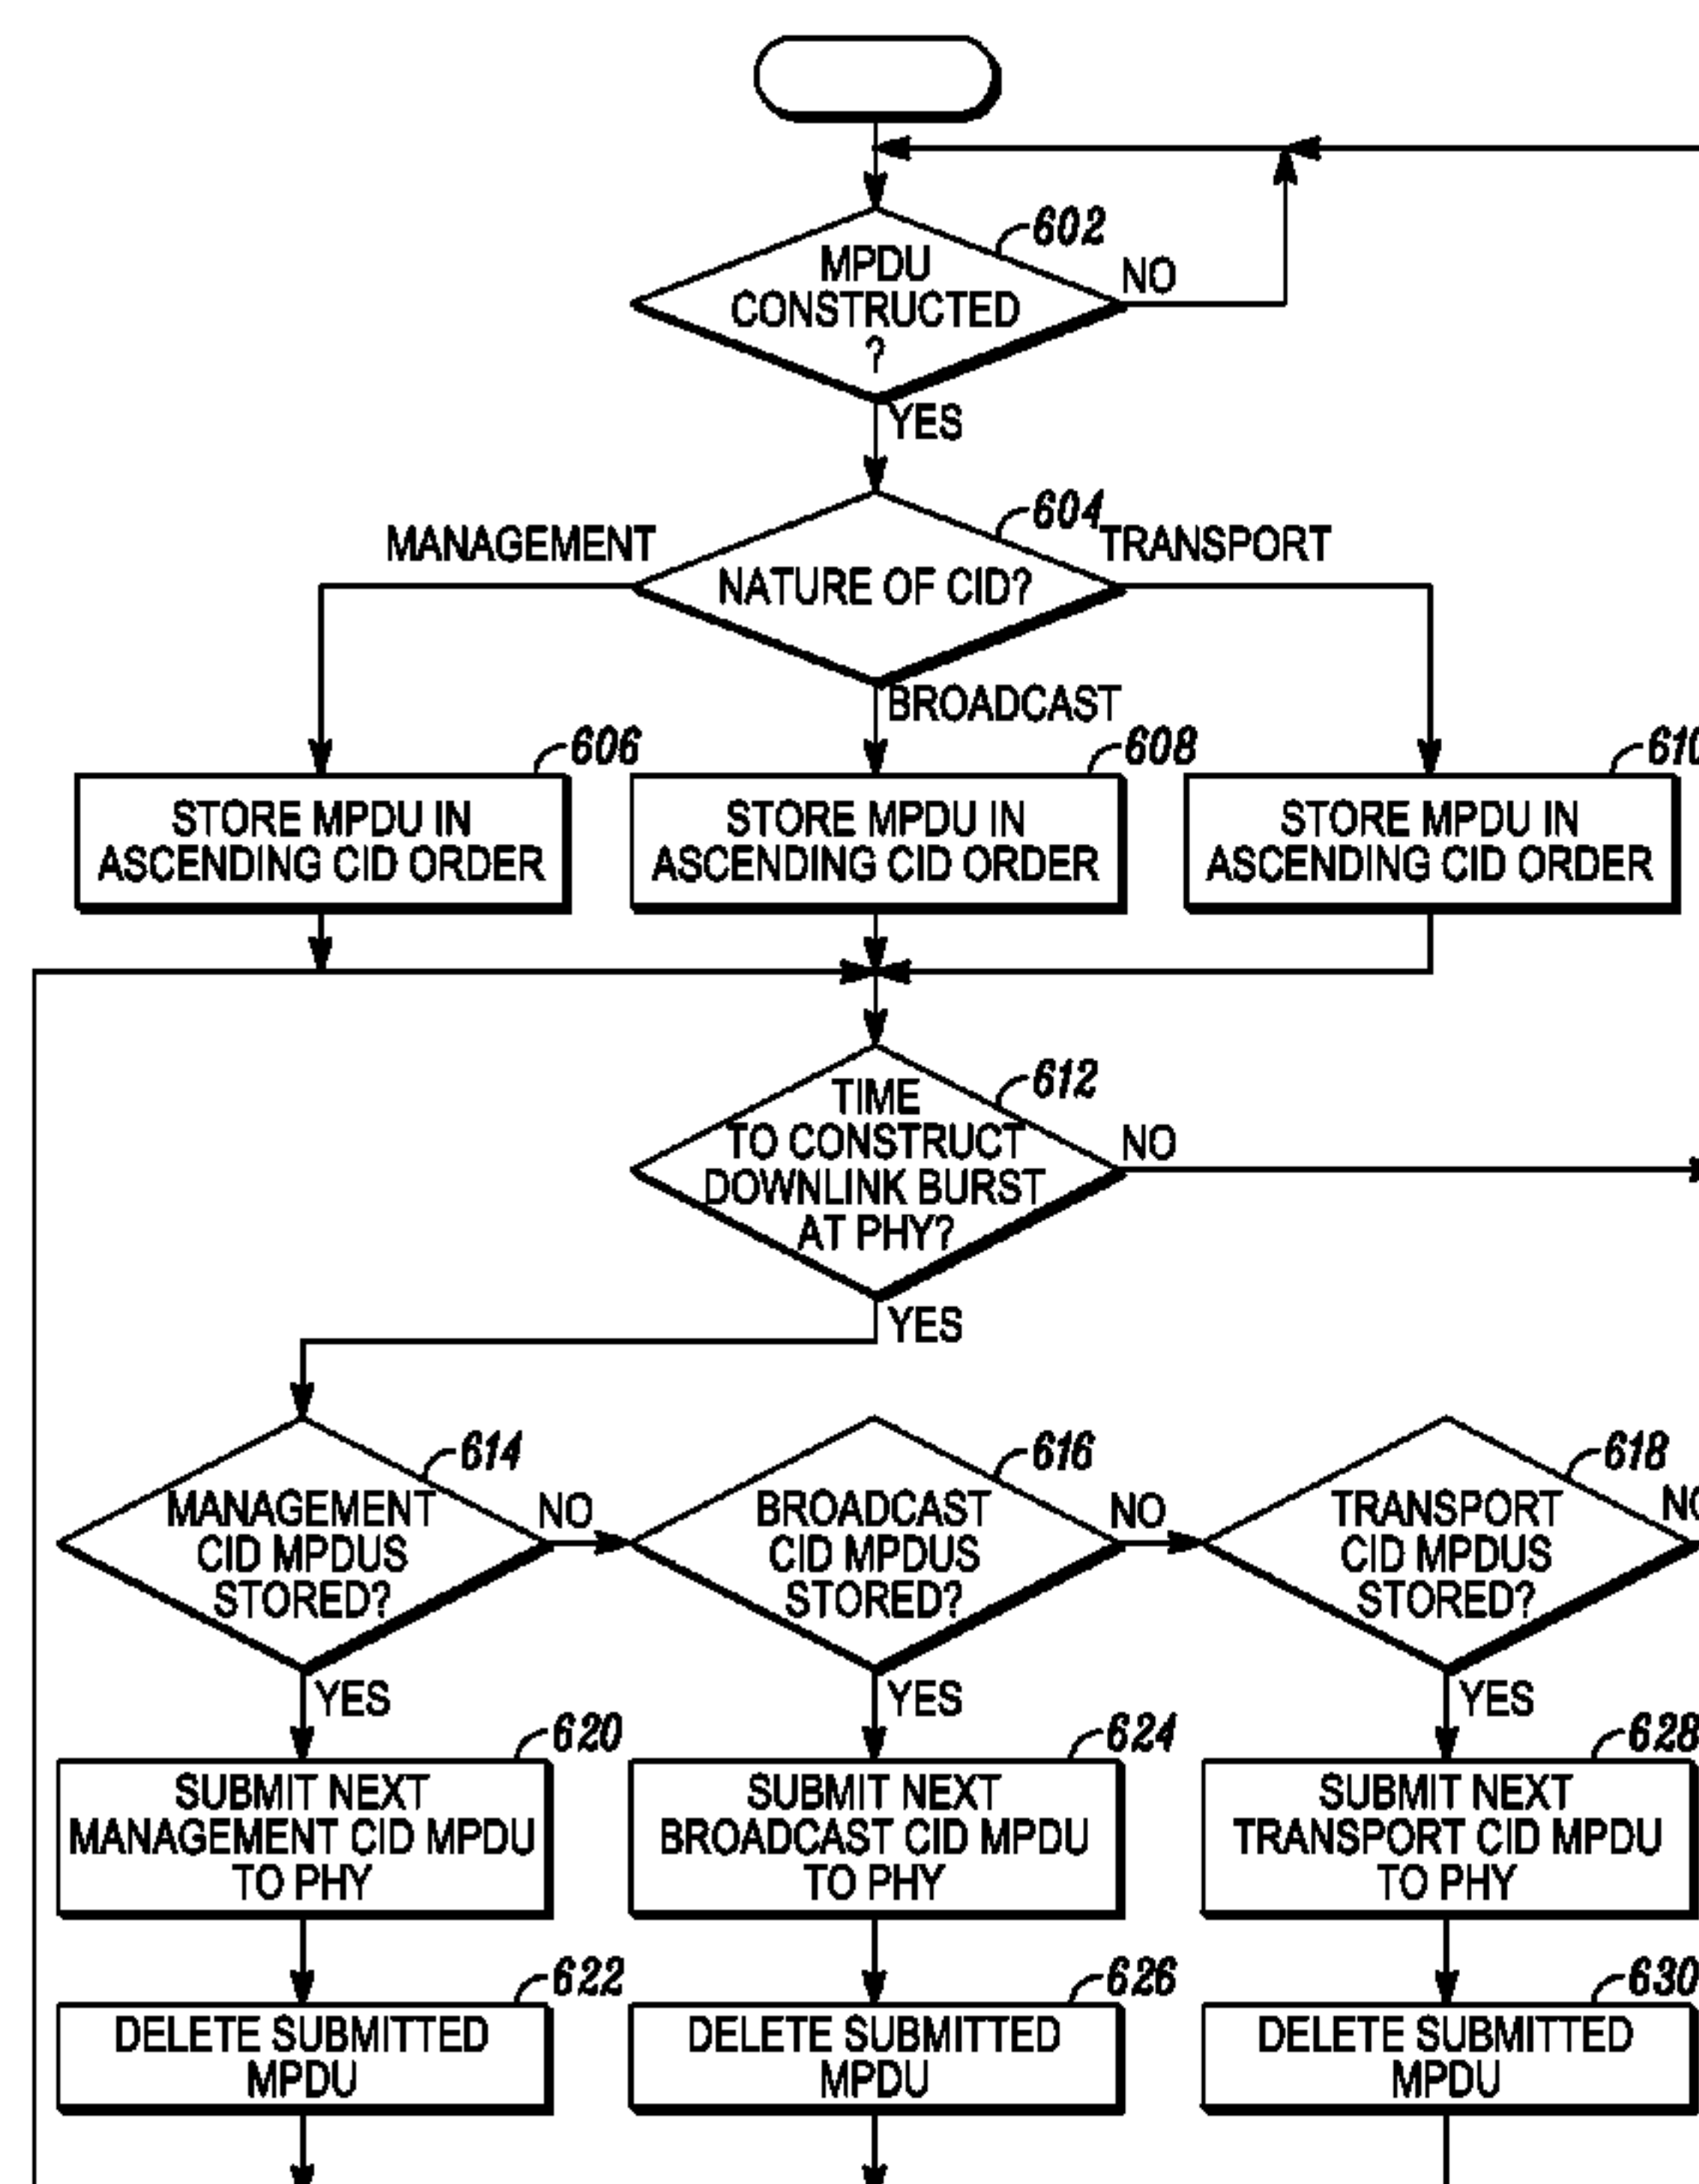 602
MPDU
CONSTRUCTED
?
NO
YES
604
MANAGEMENT
TRANSPORT
NATURE OF CID?
BROADCAST
606
608
610
STORE MPDU IN
ASCENDING CID ORDER
STORE MPDU IN
ASCENDING CID ORDER
STORE MPDU IN
ASCENDING CID ORDER
612
TIME
TO CONSTRUCT
DOWNLINK BURST
AT PHY?
NO
YES
614
MANAGEMENT
CID MPDUS
STORED?
NO
616
BROADCAST
CID MPDUS
STORED?
NO
618
TRANSPORT
CID MPDUS
STORED?
NO
YES
YES
YES
620
SUBMIT NEXT
MANAGEMENT CID MPDU
TO PHY
624
SUBMIT NEXT
BROADCAST CID MPDU
TO PHY
628
SUBMIT NEXT
TRANSPORT CID MPDU
TO PHY
622
DELETE SUBMITTED
MPDU
626
DELETE SUBMITTED
MPDU
630
DELETE SUBMITTED
MPDU